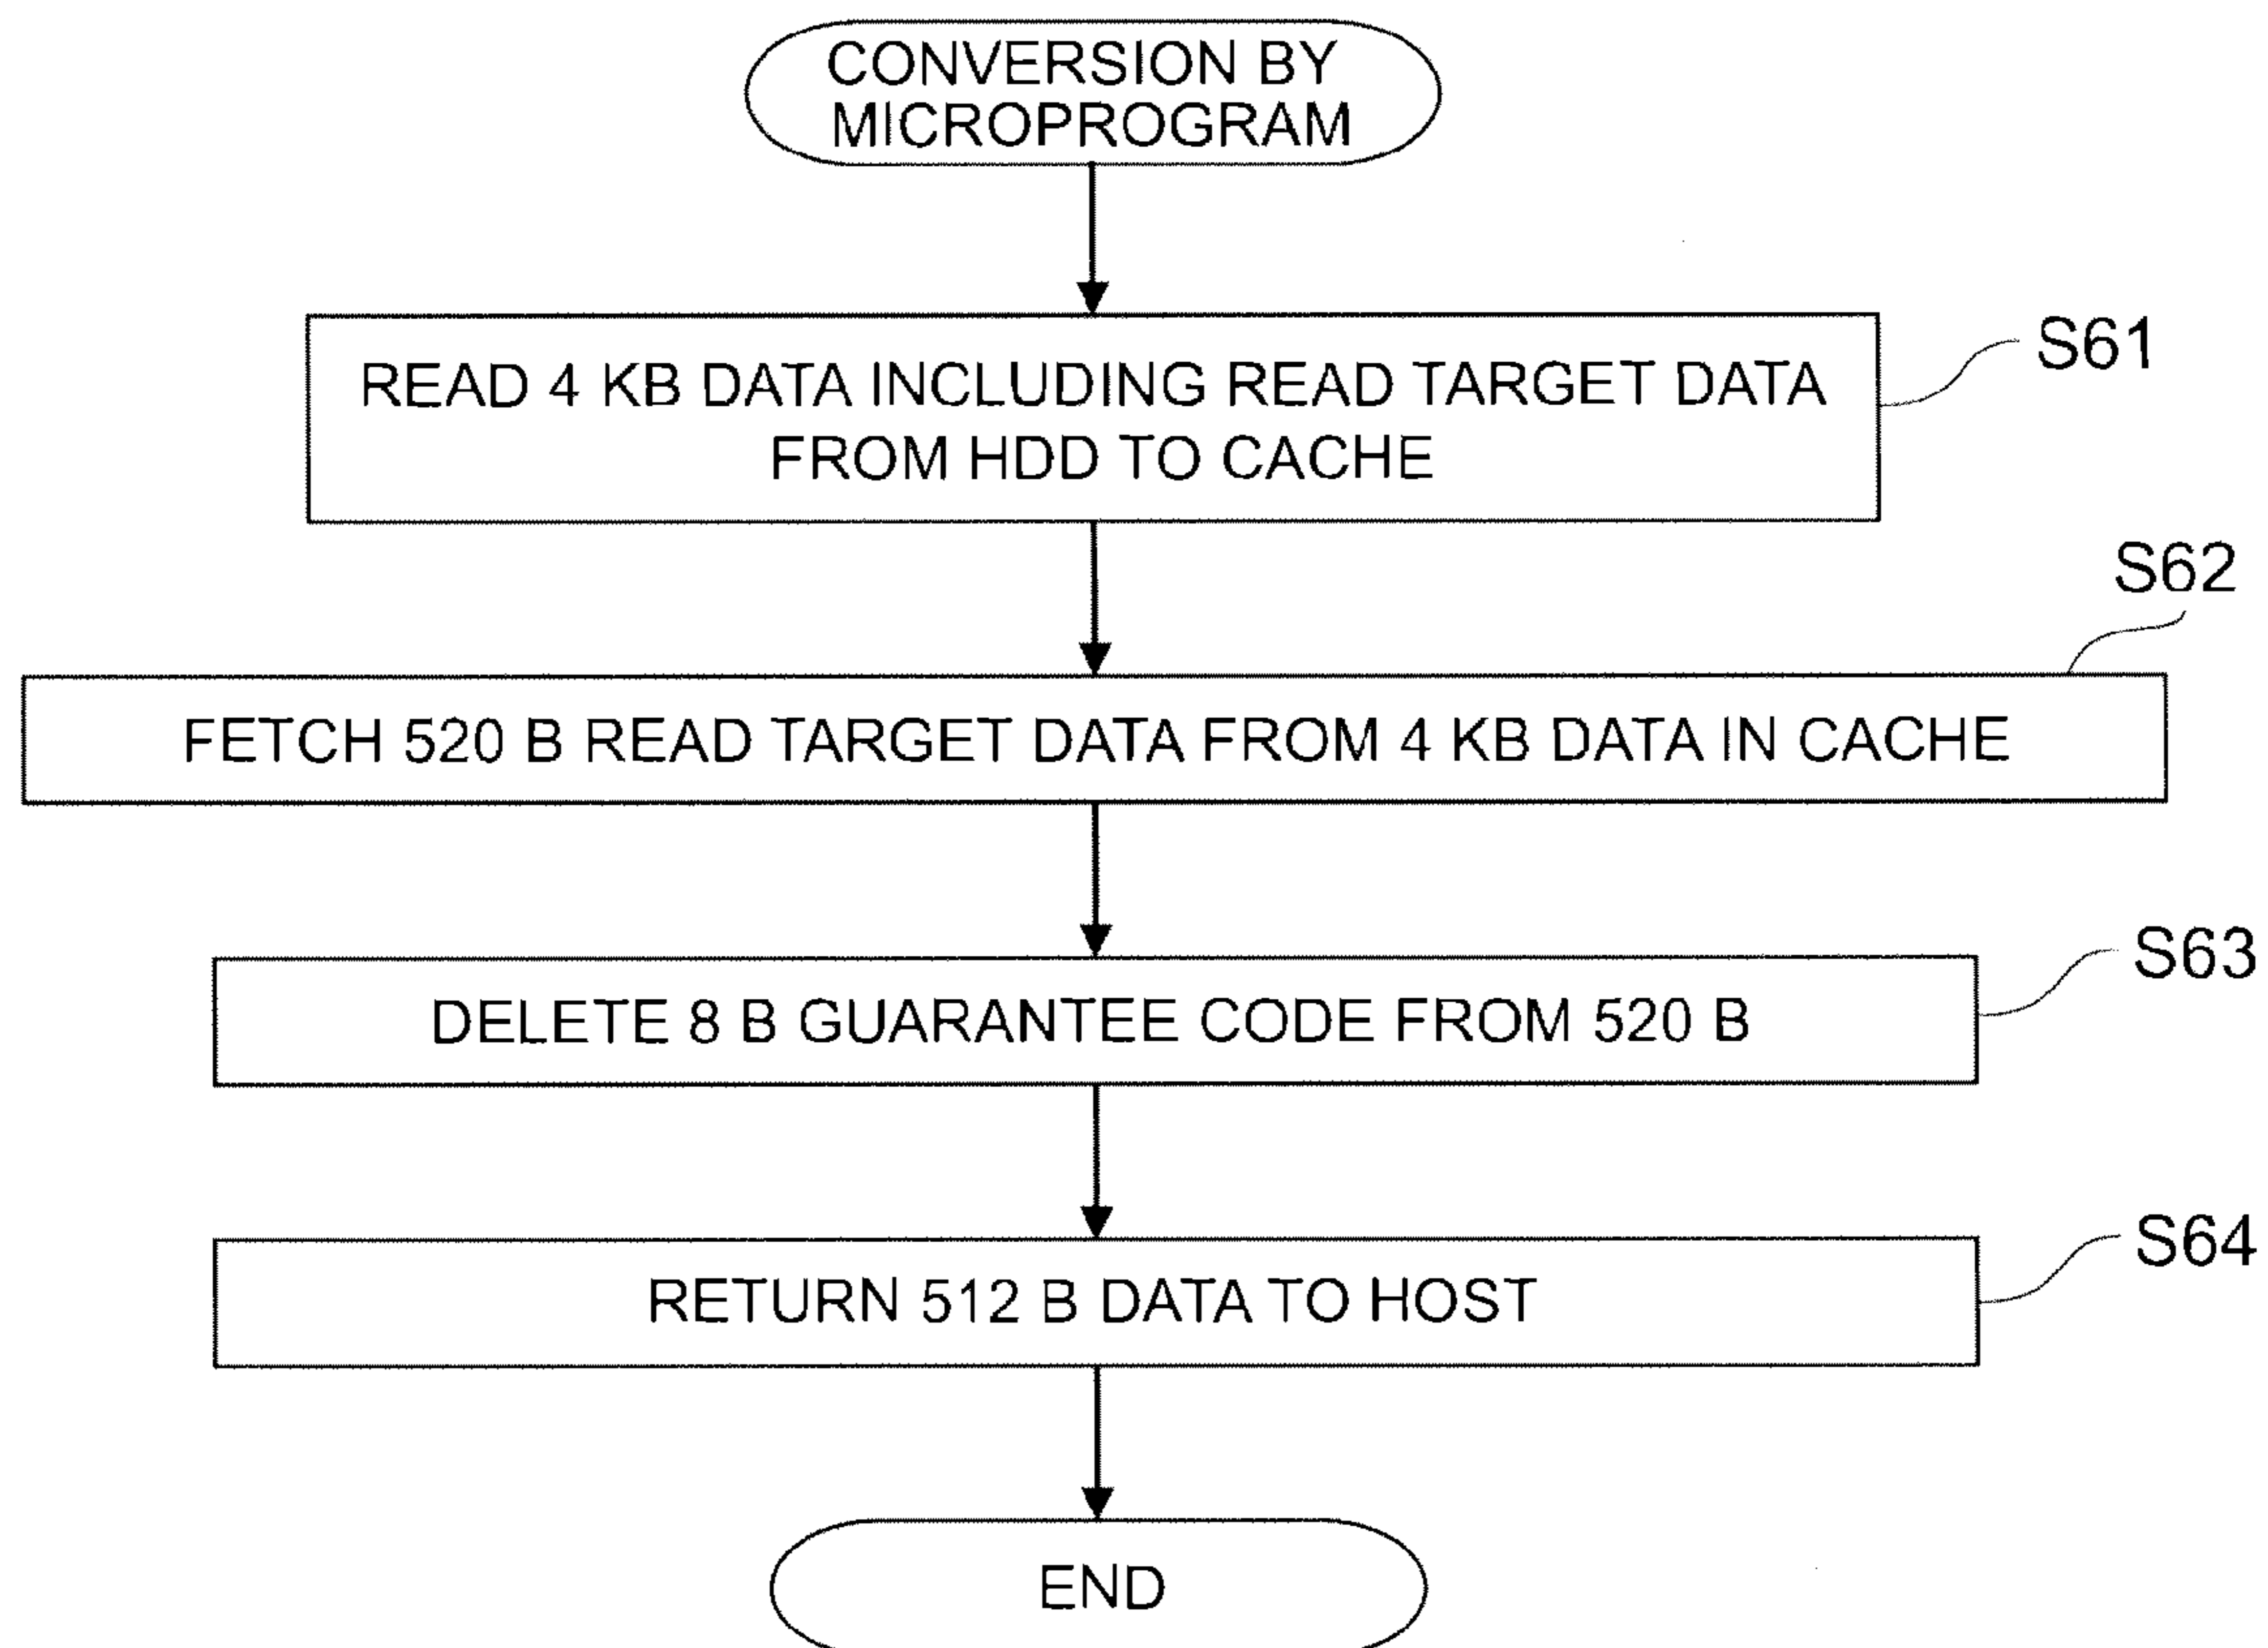 CONVERSION BY
MICROPROGRAM
READ 4 KB DATA INCLUDING READ TARGET DATA
FROM HDD TO CACHE
S61
S62
FETCH 520 B READ TARGET DATA FROM 4 KB DATA IN CACHE
S63
DELETE 8 B GUARANTEE CODE FROM 520 B
S64
RETURN 512 B DATA TO HOST
END